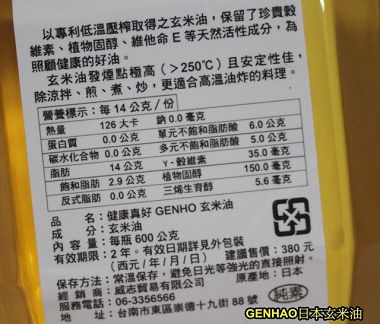 以專利低溫壓榨取得之玄米油，保留了珍貴穀
維素、植物固醇、維他命E等天然活性成分，為
照顧健康的好油。
玄米油發煙點極高（＞250℃）且安定性佳，
除涼拌、煎、煮、炒，更適合高溫油炸的料理。
營養標示：每14公克／份
熱量 126大卡 鈉 0.0毫克
蛋白質 0.0公克 單元不飽和脂肪酸 6.0公克
碳水化合物 0.0公克 多元不飽和脂肪酸 5.0公克
脂肪 14公克 γ-穀維素 35.0毫克
飽和脂肪 2.9公克 植物固醇 150.0毫克
反式脂肪 0.0公克 三烯生育醇 5.6毫克
品名：健康真好 GENHO 玄米油
成分：玄米油
內容量：每瓶600公克
有效期限：2年。有效日期詳見外包裝
（西元／年／月／日） 建議售價：380元
保存方法：常溫保存，避免日光等強光的直接照射。
經銷商：威志貿易有限公司 原產地：日本
服務電話：06-3356566
地址：台南市東區崇德十九街88號 純素
GENHAO日本玄米油